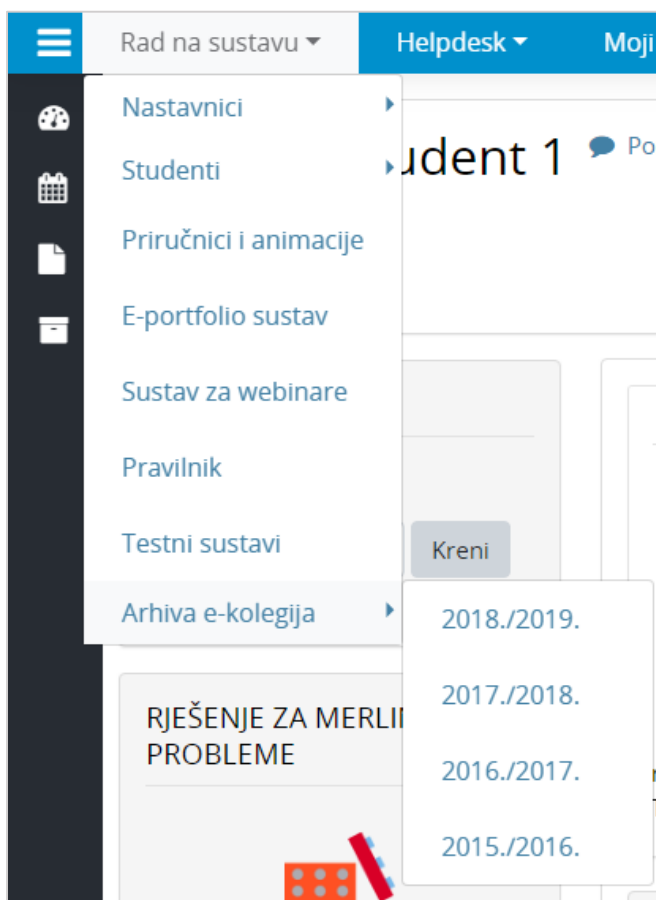 Rad na sustavu
Helpdesk
Moji
Nastavnici
Studenti
Priručnici i animacije
E-portfolio sustav
Sustav za webinare
Pravilnik
Testni sustavi
Arhiva e-kolegija
2018./2019.
2017./2018.
2016./2017.
2015./2016.
udent 1
Po
Kreni
RJEŠENJE ZA MERLIN
PROBLEME